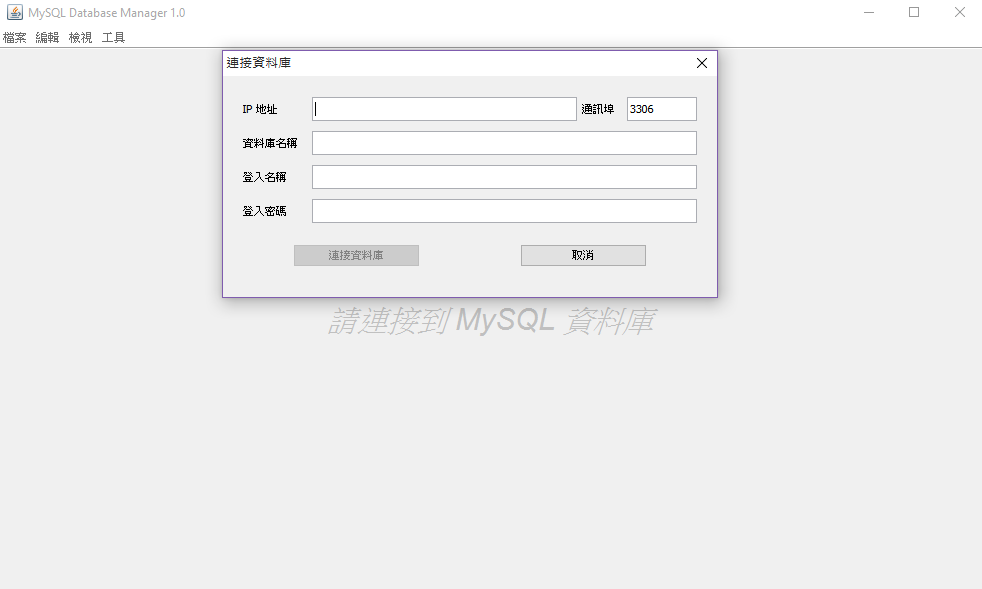 MySQL Database Manager 1.0
檔案 編輯 檢視 工具
連接資料庫
IP 地址 通訊埠 3306
資料庫名稱
登入名稱
登入密碼
連接資料庫 取消
請連接到 MySQL 資料庫